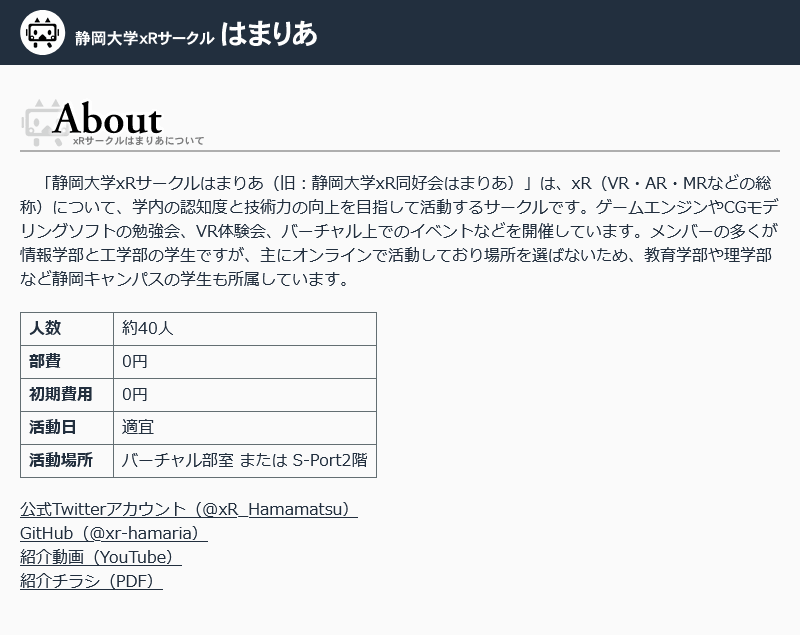 静岡大学xRサークル はまりあ
About
xRサークルはまりあについて
「静岡大学xRサークルはまりあ（旧：静岡大学xR同好会はまりあ）」は、xR（VR・AR・MRなどの総
称）について、学内の認知度と技術力の向上を目指して活動するサークルです。ゲームエンジンやCGモデ
リングソフトの勉強会、VR体験会、バーチャル上でのイベントなどを開催しています。メンバーの多くが
情報学部と工学部の学生ですが、主にオンラインで活動しており場所を選ばないため、教育学部や理学部
など静岡キャンパスの学生も所属しています。
人数 約40人
部費 0円
初期費用 0円
活動日 適宜
活動場所 バーチャル部室 または S-Port2階
公式Twitterアカウント（@xR_Hamamatsu）
GitHub（@xr-hamaria）
紹介動画（YouTube）
紹介チラシ（PDF）